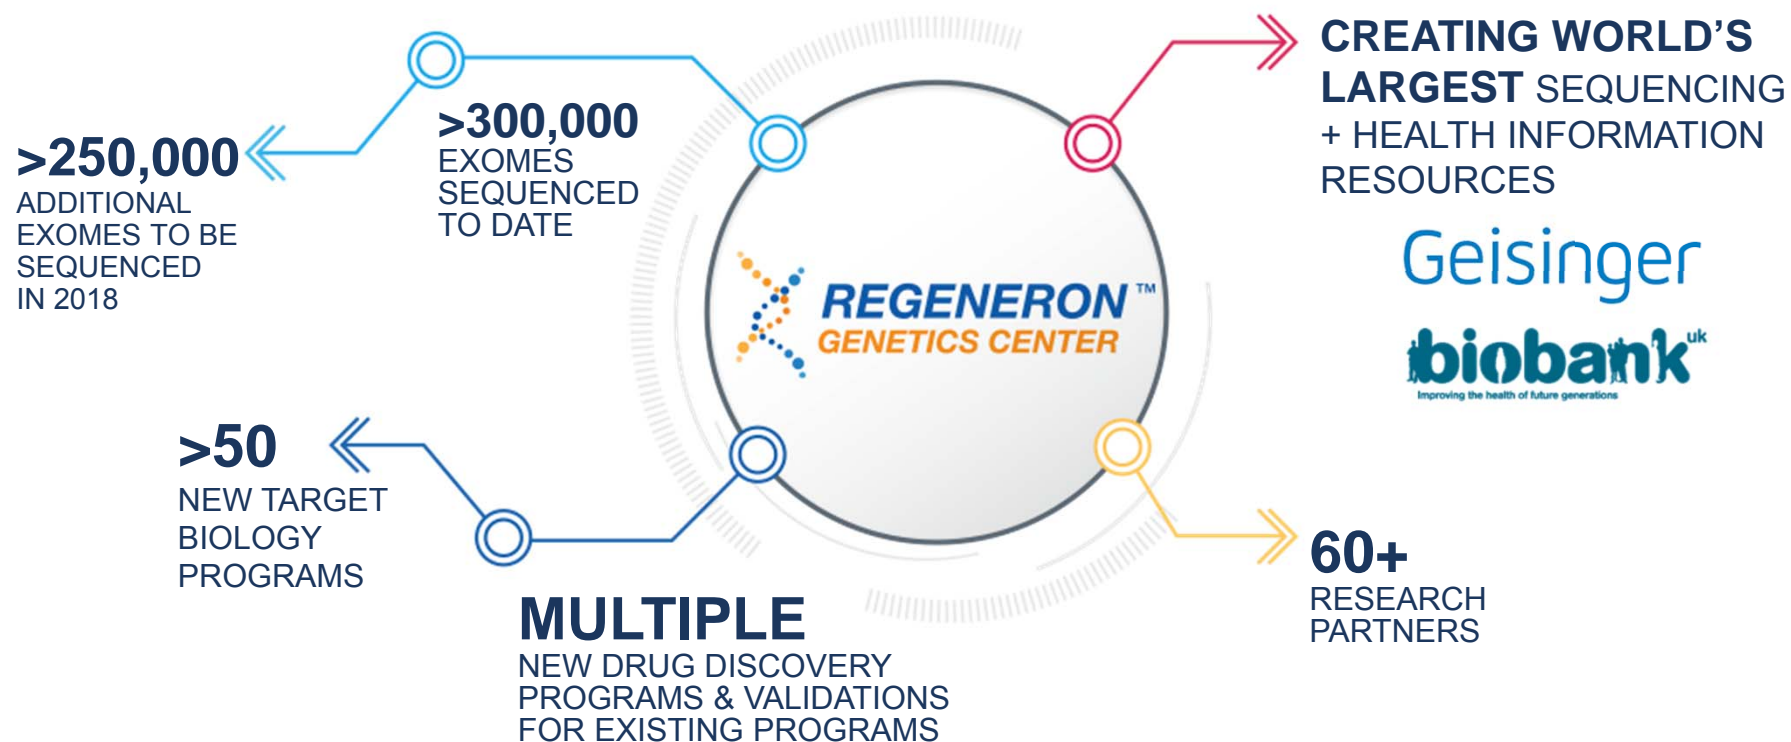 >250,000
ADDITIONAL
EXOMES TO BE
SEQUENCED
IN 2018
>300,000
EXOMES
SEQUENCED
TO DATE
CREATING WORLD’S
LARGEST SEQUENCING
+ HEALTH INFORMATION
RESOURCES
Geisinger
biobank uk
Improving the health of future generations
REGENERON ™
GENETICS CENTER
>50
NEW TARGET
BIOLOGY
PROGRAMS
MULTIPLE
NEW DRUG DISCOVERY
PROGRAMS & VALIDATIONS
FOR EXISTING PROGRAMS
60+
RESEARCH
PARTNERS